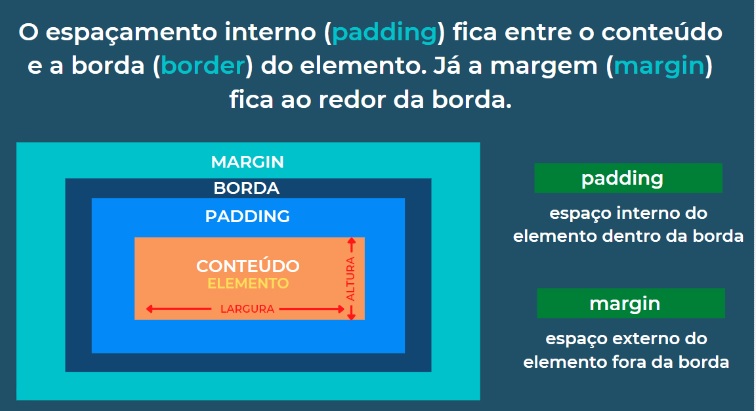 O espaçamento interno (padding) fica entre o conteúdo
e a borda (border) do elemento. Já a margem (margin)
fica ao redor da borda.
MARGIN
BORDA
PADDING
CONTEÚDO
ELEMENTO
LARGURA
ALTURA
padding
espaço interno do
elemento dentro da borda
margin
espaço externo do
elemento fora da borda